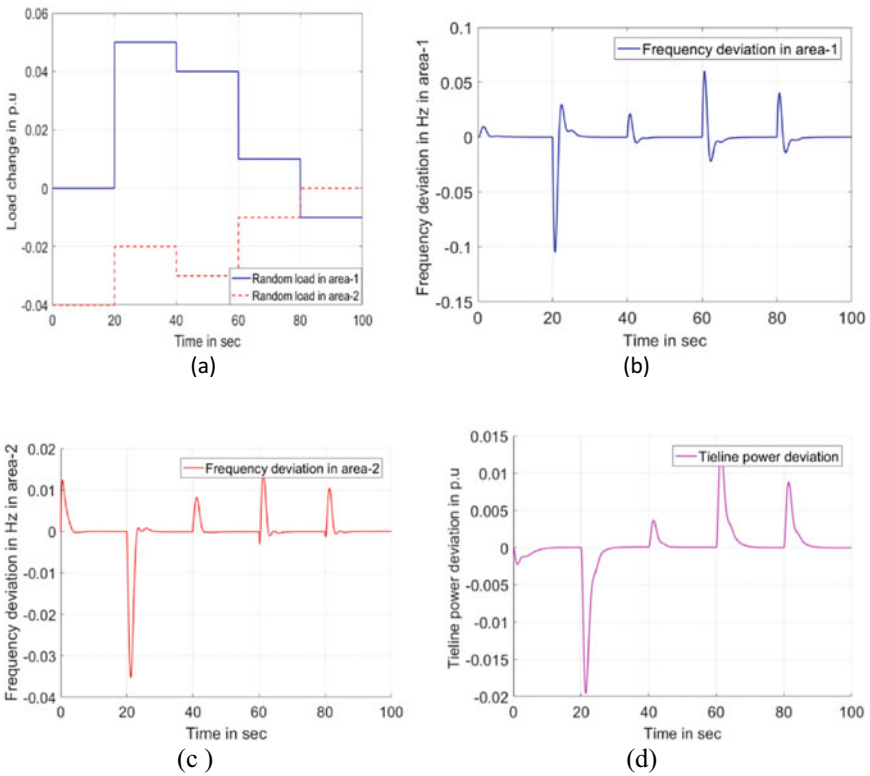 0.06
0.04
0.02
0
-0.02
-0.04
Load change in p.u
Random load in area-1
Random load in area-2
0 20 40 60 80 100
Time in sec
(a)
0.1
0.05
0
-0.05
-0.1
-0.15
Frequency deviation in Hz in area-1
Frequency deviation in area-1
0 20 40 60 80 100
Time in sec
(b)
0.02
0.01
0
-0.01
-0.02
-0.03
-0.04
Frequency deviation in Hz in area-2
Frequency deviation in area-2
0 20 40 60 80 100
Time in sec
(c )
0.015
0.01
0.005
0
-0.005
-0.01
-0.015
-0.02
Tieline power deviation in p.u
Tieline power deviation
0 20 40 60 80 100
Time in sec
(d)